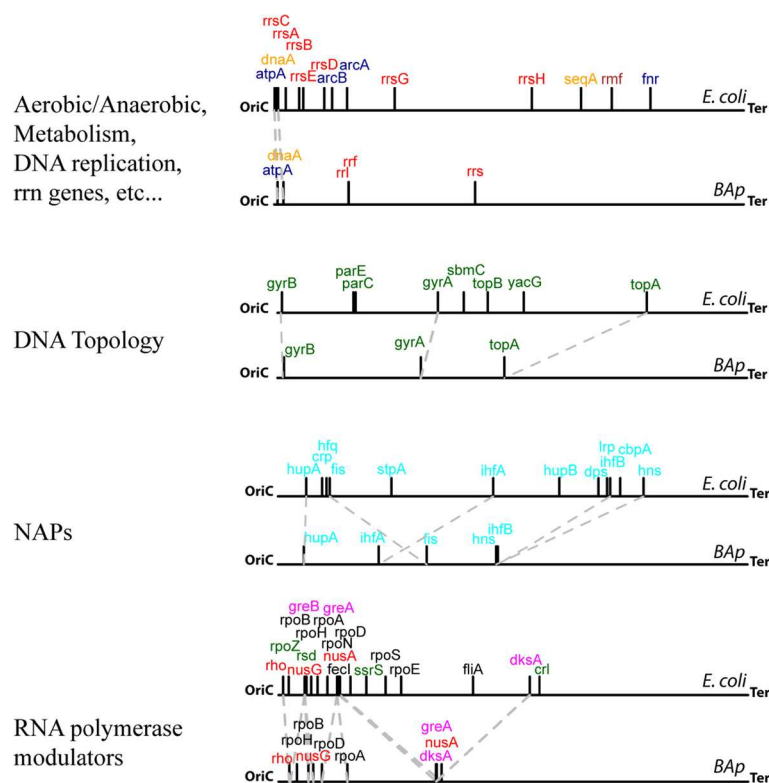 rrsC
rrsA
rrsB
dnaA
rrsD arcA
atpA rrsE arcB rrsG rrsH seqA rmf fnr
Aerobic/Anaerobic,
Metabolism,
DNA replication,
rrn genes, etc...
OriC E. coli Ter
dnaA
atpA rrl rrf rrs
OriC BAp Ter
DNA Topology
parE sbmC
gyrB parC gyrA topB yacG topA
OriC E. coli Ter
gyrB gyrA topA
OriC BAp Ter
NAPs
hfq lrp cbpA
crp ihfB
hupA fis stpA ihfA hupB dps hns
OriC E. coli Ter
ihfB
hupA ihfA fis hns
OriC BAp Ter
RNA polymerase
modulators
greB greA
rpoB rpoA
rpoH rpoD
rpoZ rsd rpoN rpoS dksA
rho nusG nusA fecI ssrS rpoE fliA crl
OriC E. coli Ter
rpoB greA
rpoH rpoD nusA
rho nusG rpoA dksA
OriC BAp Ter